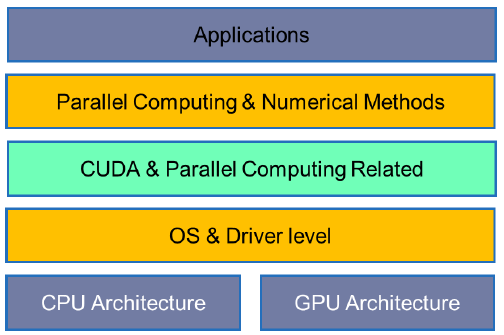 Applications
Parallel Computing & Numerical Methods
CUDA & Parallel Computing Related
OS & Driver level
CPU Architecture
GPU Architecture